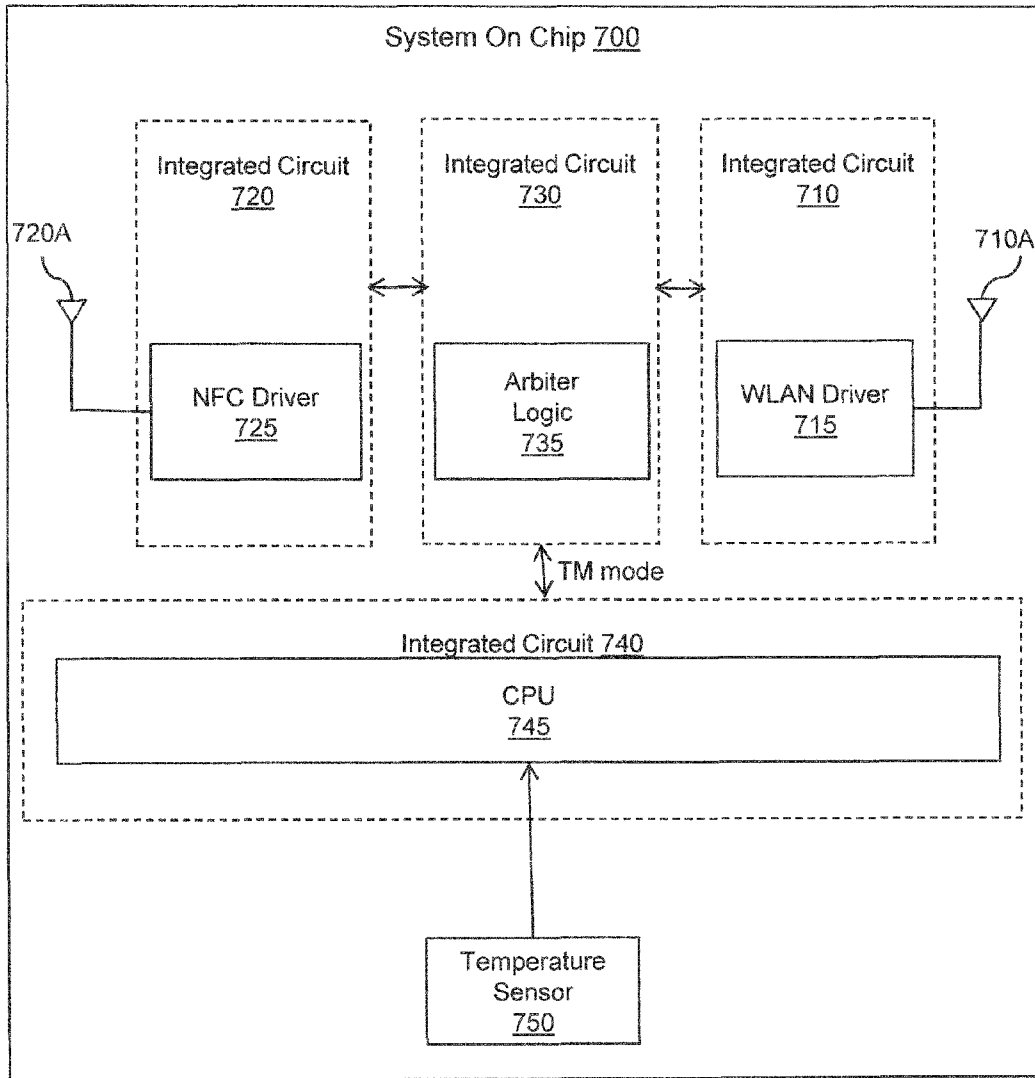 System On Chip 700
Integrated Circuit
720
Integrated Circuit
730
Integrated Circuit
710
720A
710A
NFC Driver
725
Arbiter
Logic
735
WLAN Driver
715
TM mode
Integrated Circuit 740
CPU
745
Temperature
Sensor
750